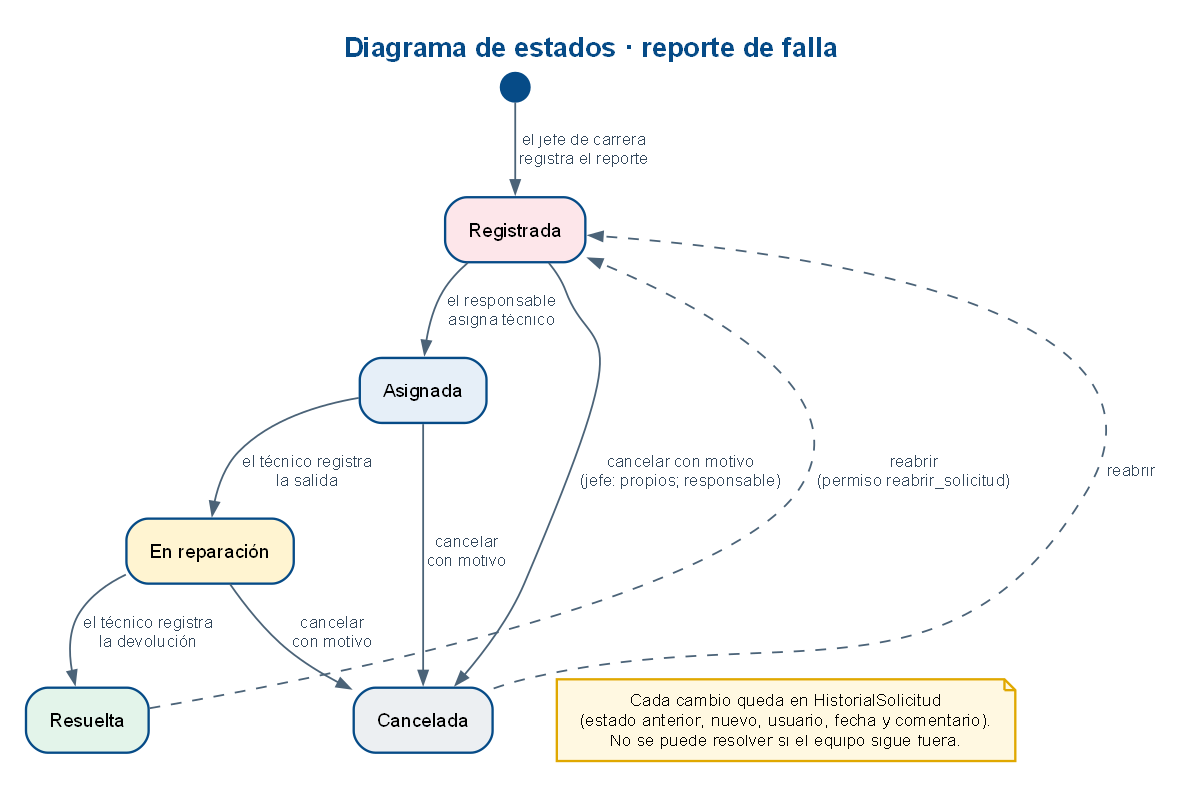 Diagrama de estados · reporte de falla
el jefe de carrera
registra el reporte
Registrada
el responsable
asigna técnico
Asignada
el técnico registra
la salida
cancelar con motivo
(jefe: propios; responsable)
reabrir
(permiso reabrir_solicitud)
reabrir
En reparación
cancelar
con motivo
el técnico registra
la devolución
cancelar
con motivo
Resuelta
Cancelada
Cada cambio queda en HistorialSolicitud
(estado anterior, nuevo, usuario, fecha y comentario).
No se puede resolver si el equipo sigue fuera.